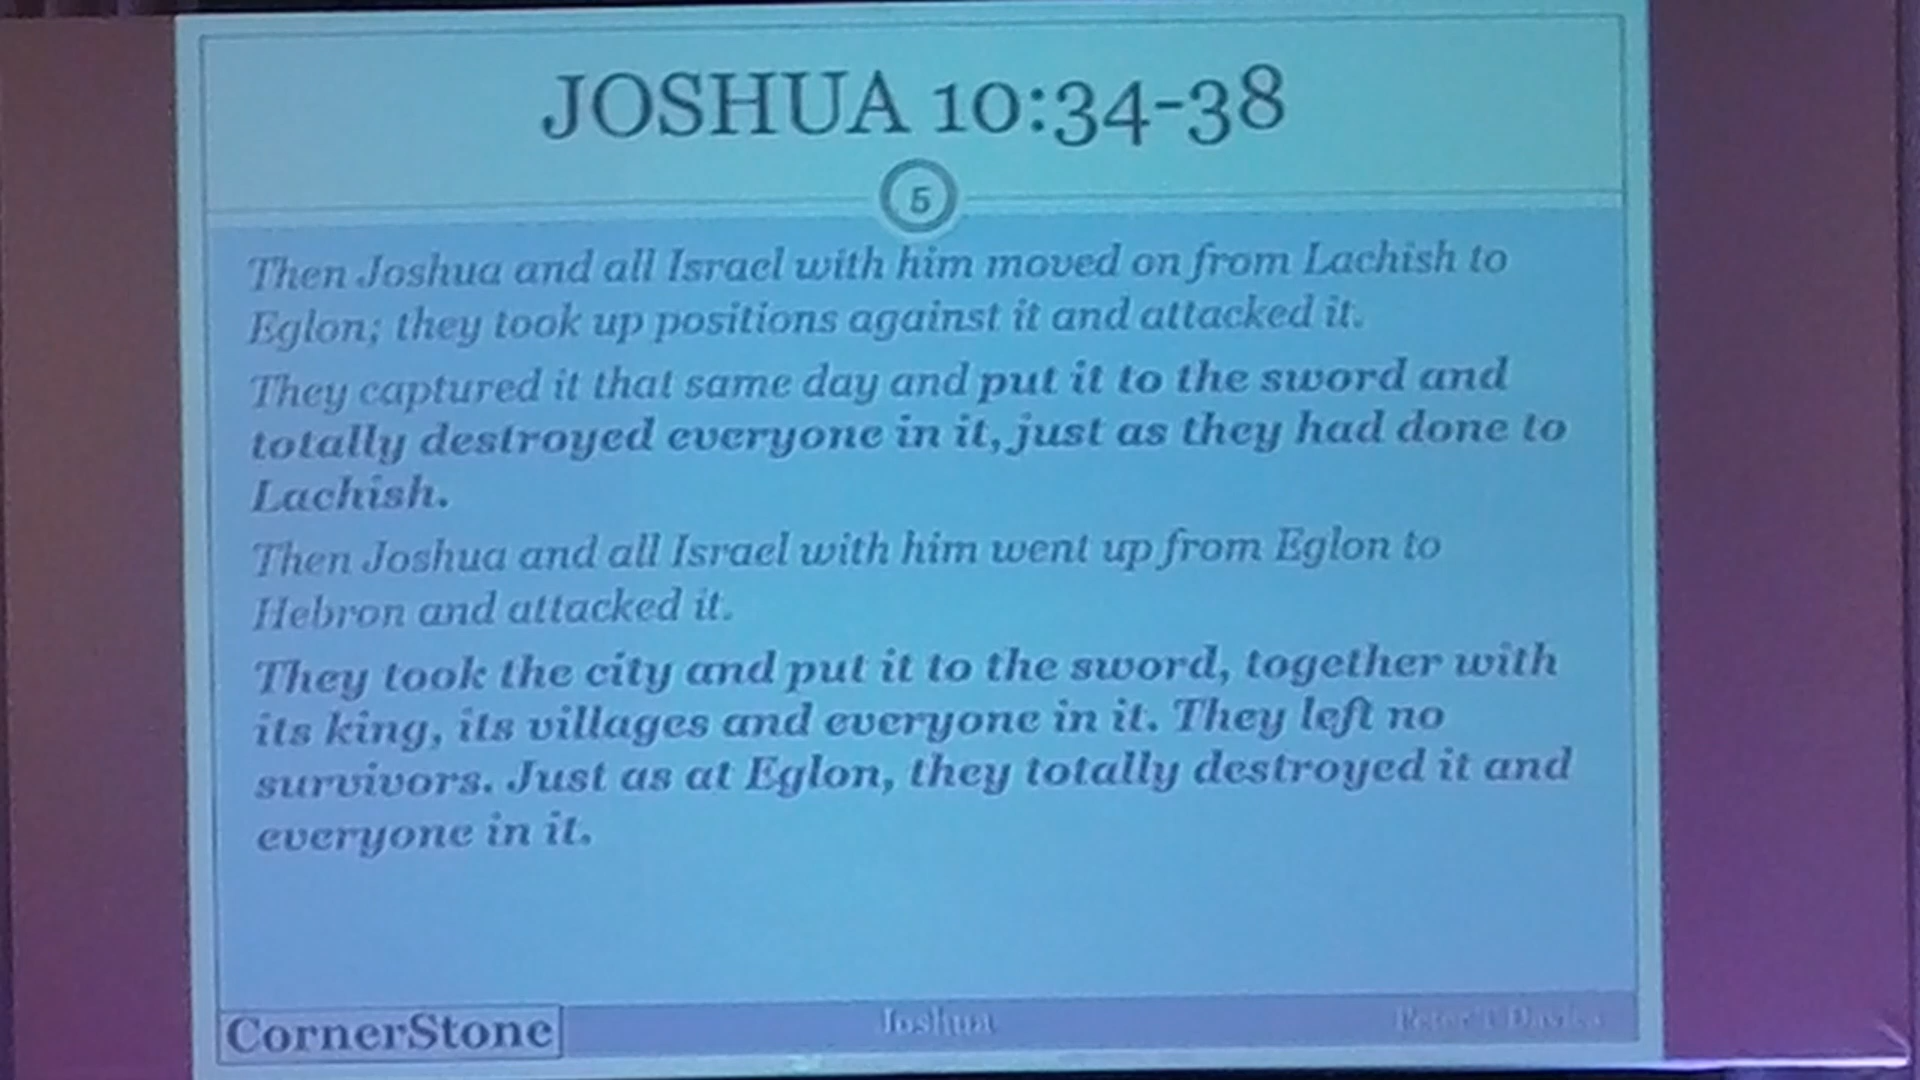 JOSHUA 10:34-38
5
Then Joshua and all Israel with him moved on from Lachish to
Eglon; they took up positions against it and attacked it.
They captured it that same day and put it to the sword and
totally destroyed everyone in it, just as they had done to
Lachish.
Then Joshua and all Israel with him went up from Eglon to
Hebron and attacked it.
They took the city and put it to the sword, together with
its king, its villages and everyone in it. They left no
survivors. Just as at Eglon, they totally destroyed it and
everyone in it.
CornerStone
Joshua